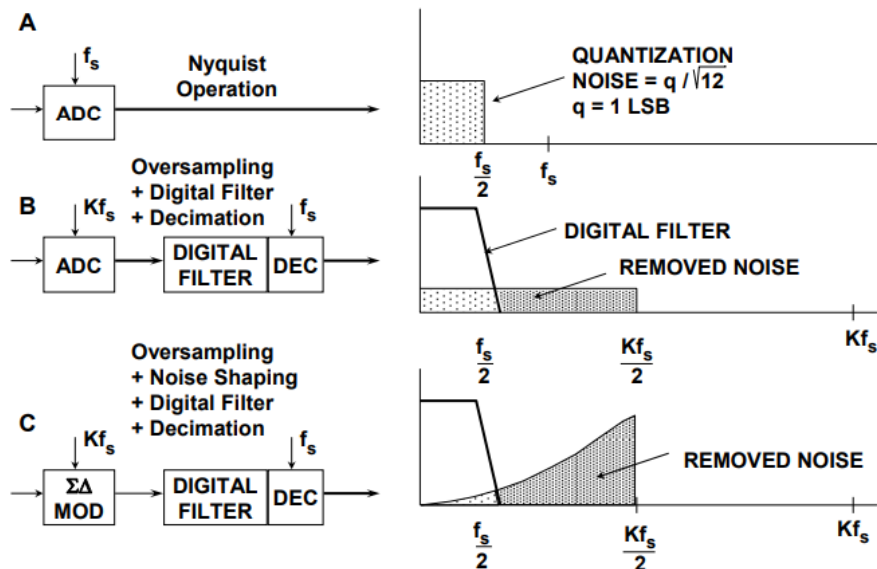 A
fs
ADC
Nyquist
Operation
QUANTIZATION
NOISE = q / √12
q = 1 LSB
fs
2
fs
B
Oversampling
+ Digital Filter
+ Decimation
Kfs
fs
ADC
DIGITAL
FILTER
DEC
DIGITAL FILTER
REMOVED NOISE
fs
2
Kfs
2
Kfs
C
Oversampling
+ Noise Shaping
+ Digital Filter
+ Decimation
Kfs
fs
ΣΔ
MOD
DIGITAL
FILTER
DEC
REMOVED NOISE
fs
2
Kfs
2
Kfs